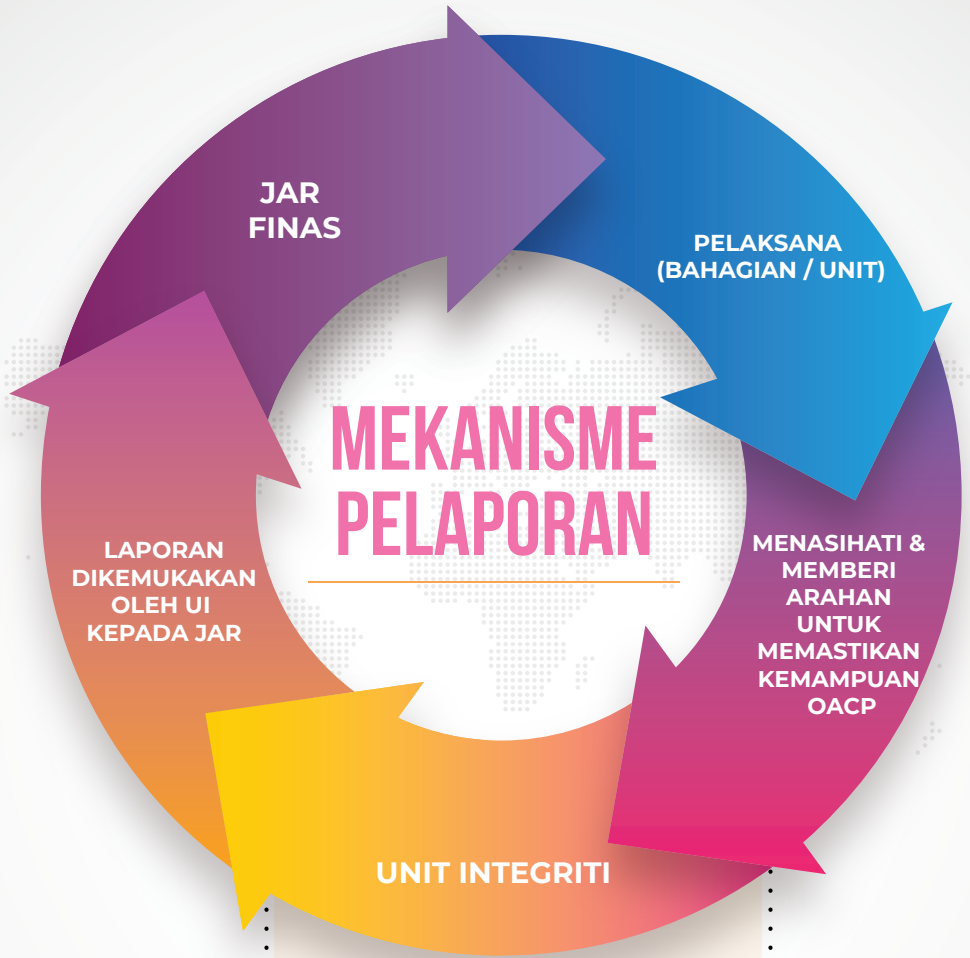 JAR
FINAS
PELAKSANA
(BAHAGIAN / UNIT)
MEKANISME
PELAPORAN
MENASIHATI &
MEMBERI
ARAHAN
UNTUK
MEMASTIKAN
KEMAMPUAN
OACP
LAPORAN
DIKEMUKAKAN
OLEH UI
KEPADA JAR
UNIT INTEGRITI